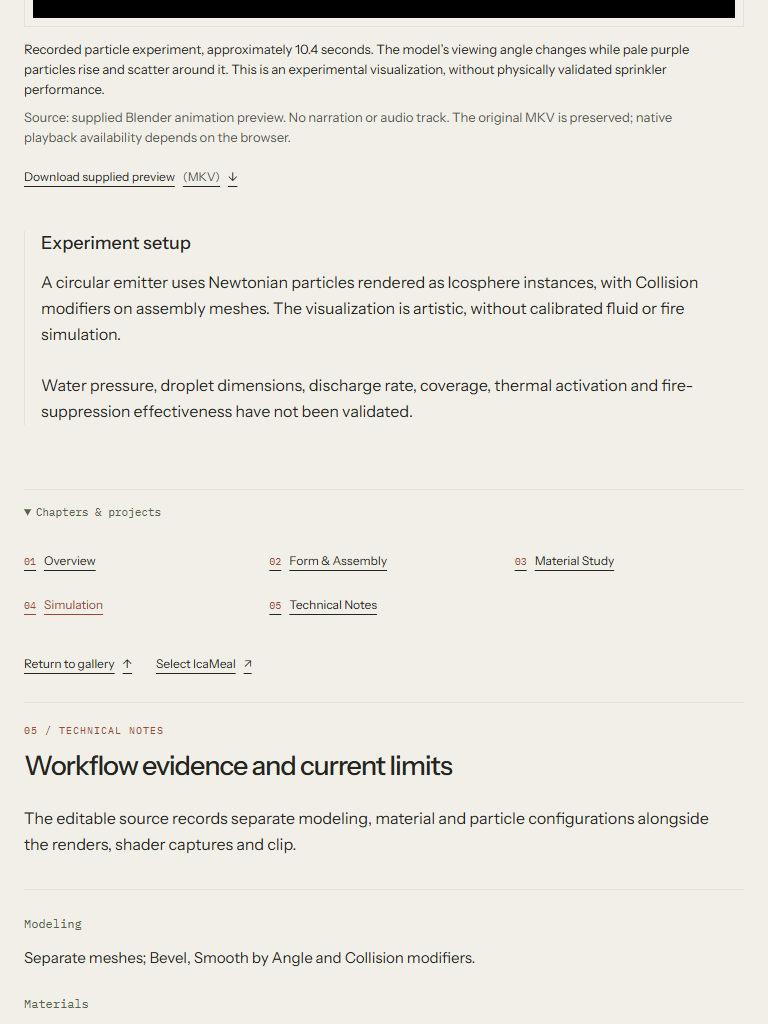 Recorded particle experiment, approximately 10.4 seconds. The model’s viewing angle changes while pale purple
particles rise and scatter around it. This is an experimental visualization, without physically validated sprinkler
performance.
Source: supplied Blender animation preview. No narration or audio track. The original MKV is preserved; native
playback availability depends on the browser.
Download supplied preview (MKV) ↓
Experiment setup
A circular emitter uses Newtonian particles rendered as Icosphere instances, with Collision
modifiers on assembly meshes. The visualization is artistic, without calibrated fluid or fire
simulation.
Water pressure, droplet dimensions, discharge rate, coverage, thermal activation and fire-
suppression effectiveness have not been validated.
▼ Chapters & projects
01 Overview 02 Form & Assembly 03 Material Study
04 Simulation 05 Technical Notes
Return to gallery ↑ Select IcaMeal ↗
05 / TECHNICAL NOTES
Workflow evidence and current limits
The editable source records separate modeling, material and particle configurations alongside
the renders, shader captures and clip.
Modeling
Separate meshes; Bevel, Smooth by Angle and Collision modifiers.
Materials